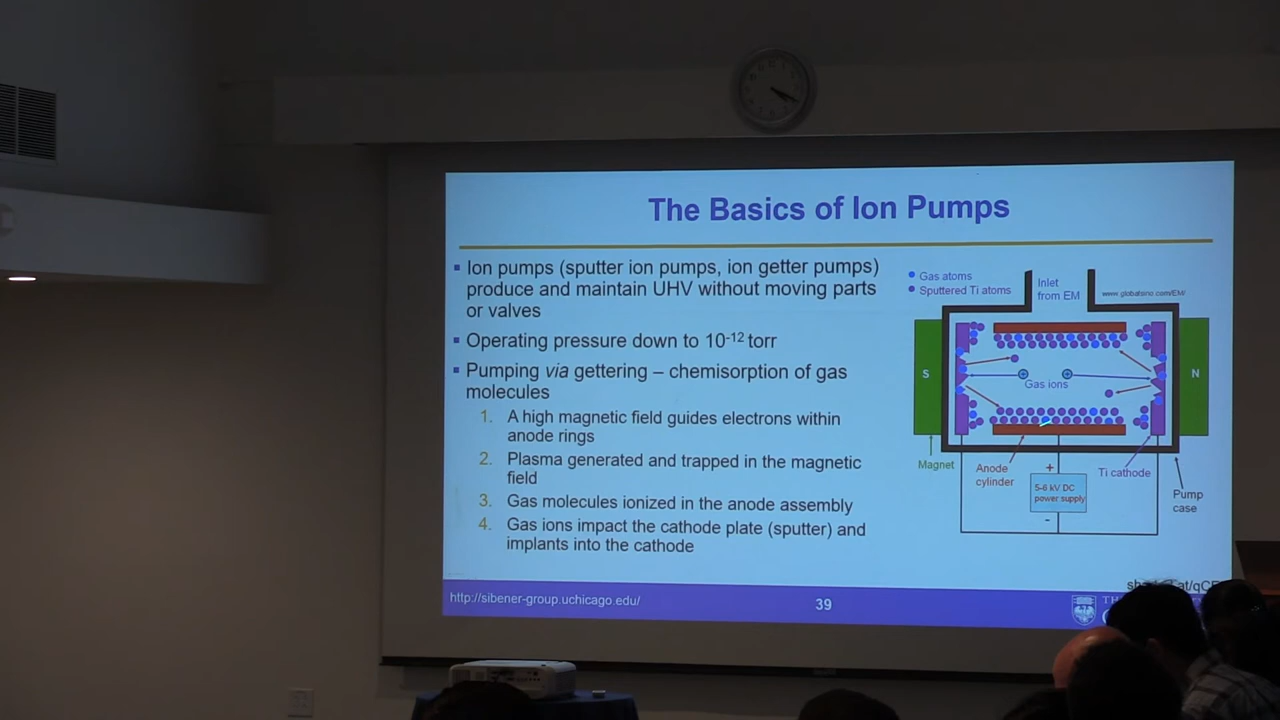 The Basics of Ion Pumps
Ion pumps (sputter ion pumps, ion getter pumps)
produce and maintain UHV without moving parts
or valves
Operating pressure down to 10⁻¹² torr
Pumping via gettering – chemisorption of gas
molecules
1. A high magnetic field guides electrons within
anode rings
2. Plasma generated and trapped in the magnetic
field
3. Gas molecules ionized in the anode assembly
4. Gas ions impact the cathode plate (sputter) and
implants into the cathode
Gas atoms
Sputtered Ti atoms
Inlet
from EM
www.globalsino.com/EM/
S
N
Gas ions
Magnet
Anode
cylinder
+
5-6 kV DC
power supply
-
Ti cathode
Pump
case
http://sibener-group.uchicago.edu/
39